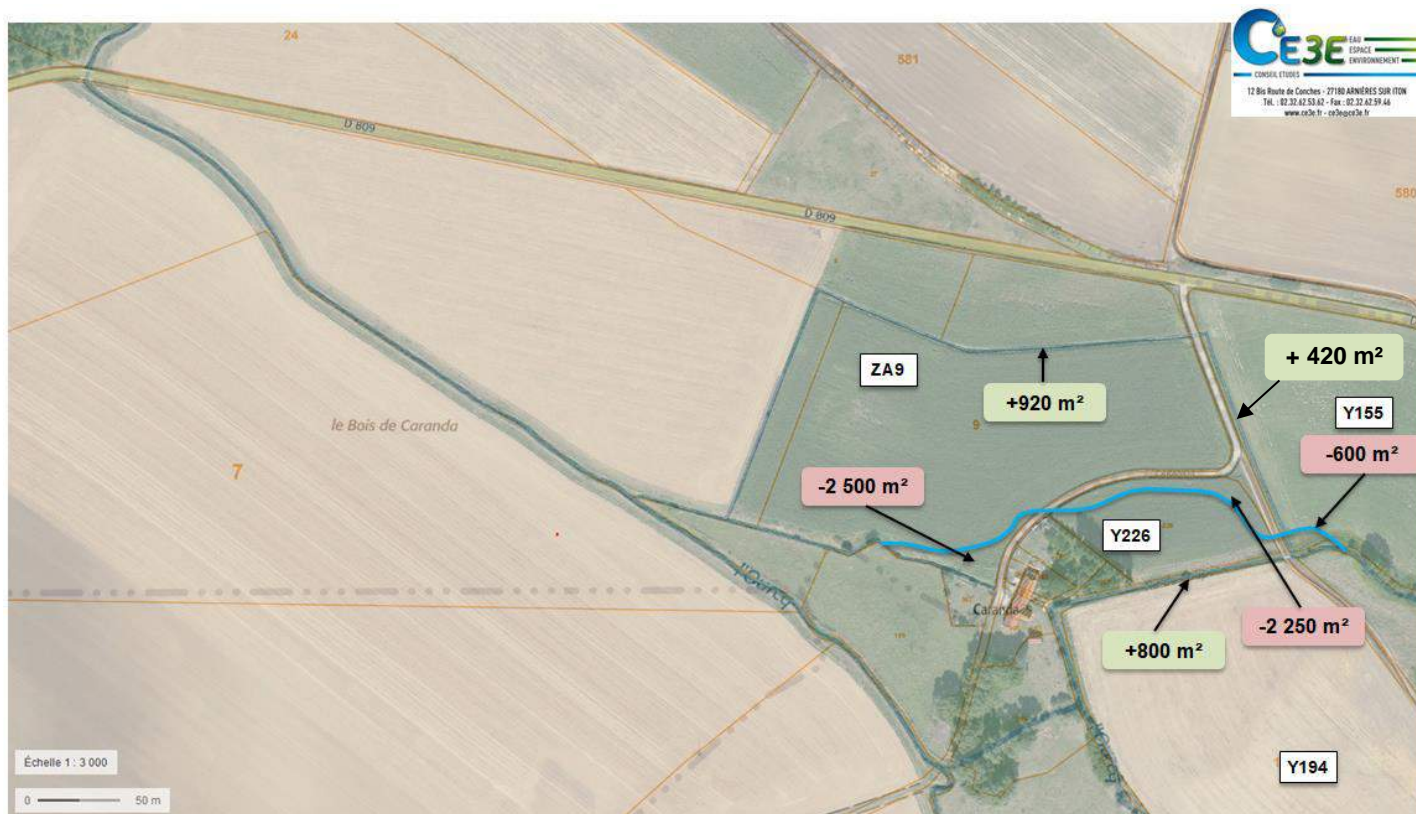 24
581
CE3E
EAU
ESPACE
ENVIRONNEMENT
CONSEIL ETUDES
12 Bis Route de Conches - 27180 ARNIÈRES SUR ITON
Tél. : 02.32.62.53.62 - Fax : 02.32.62.59.46
www.ce3e.fr - ce3e@ce3e.fr
D 809
D 809
580
ZA9
+920 m²
+ 420 m²
Y155
9
le Bois de Caranda
7
-600 m²
-2 500 m²
Y226
l'Ourcq
Caranda
-2 250 m²
+800 m²
l'Ourcq
Y194
Échelle 1 : 3 000
0 50 m